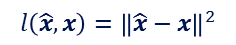 l(x̂, x) = ‖x̂ − x‖²